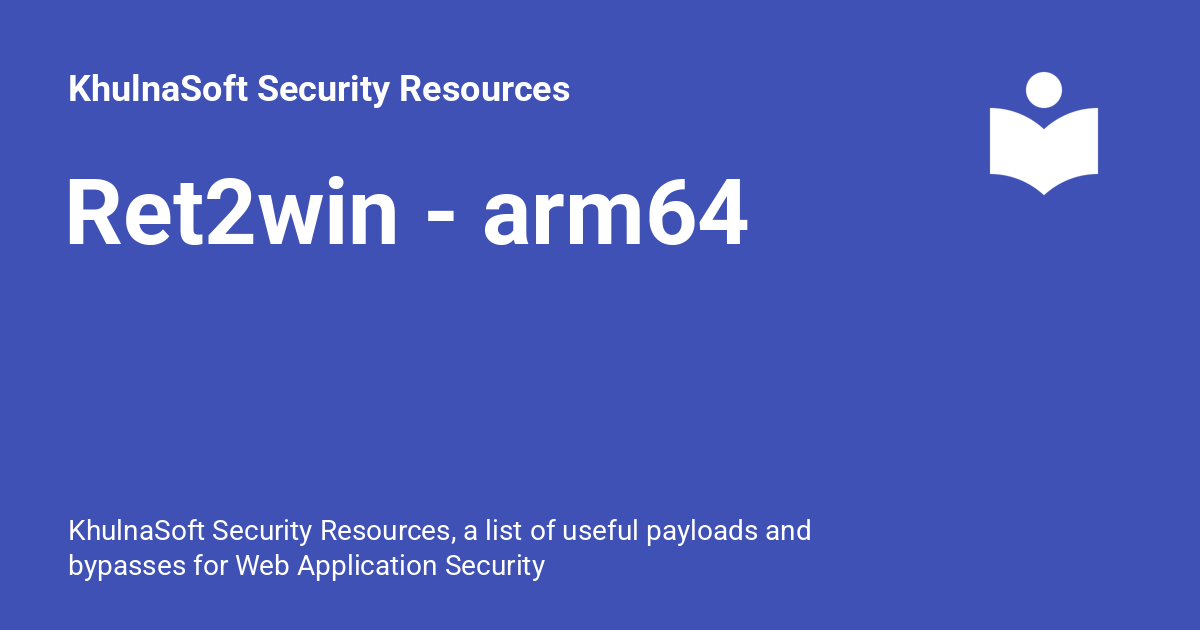 KhulnaSoft Security Resources
Ret2win - arm64
KhulnaSoft Security Resources, a list of useful payloads and
bypasses for Web Application Security